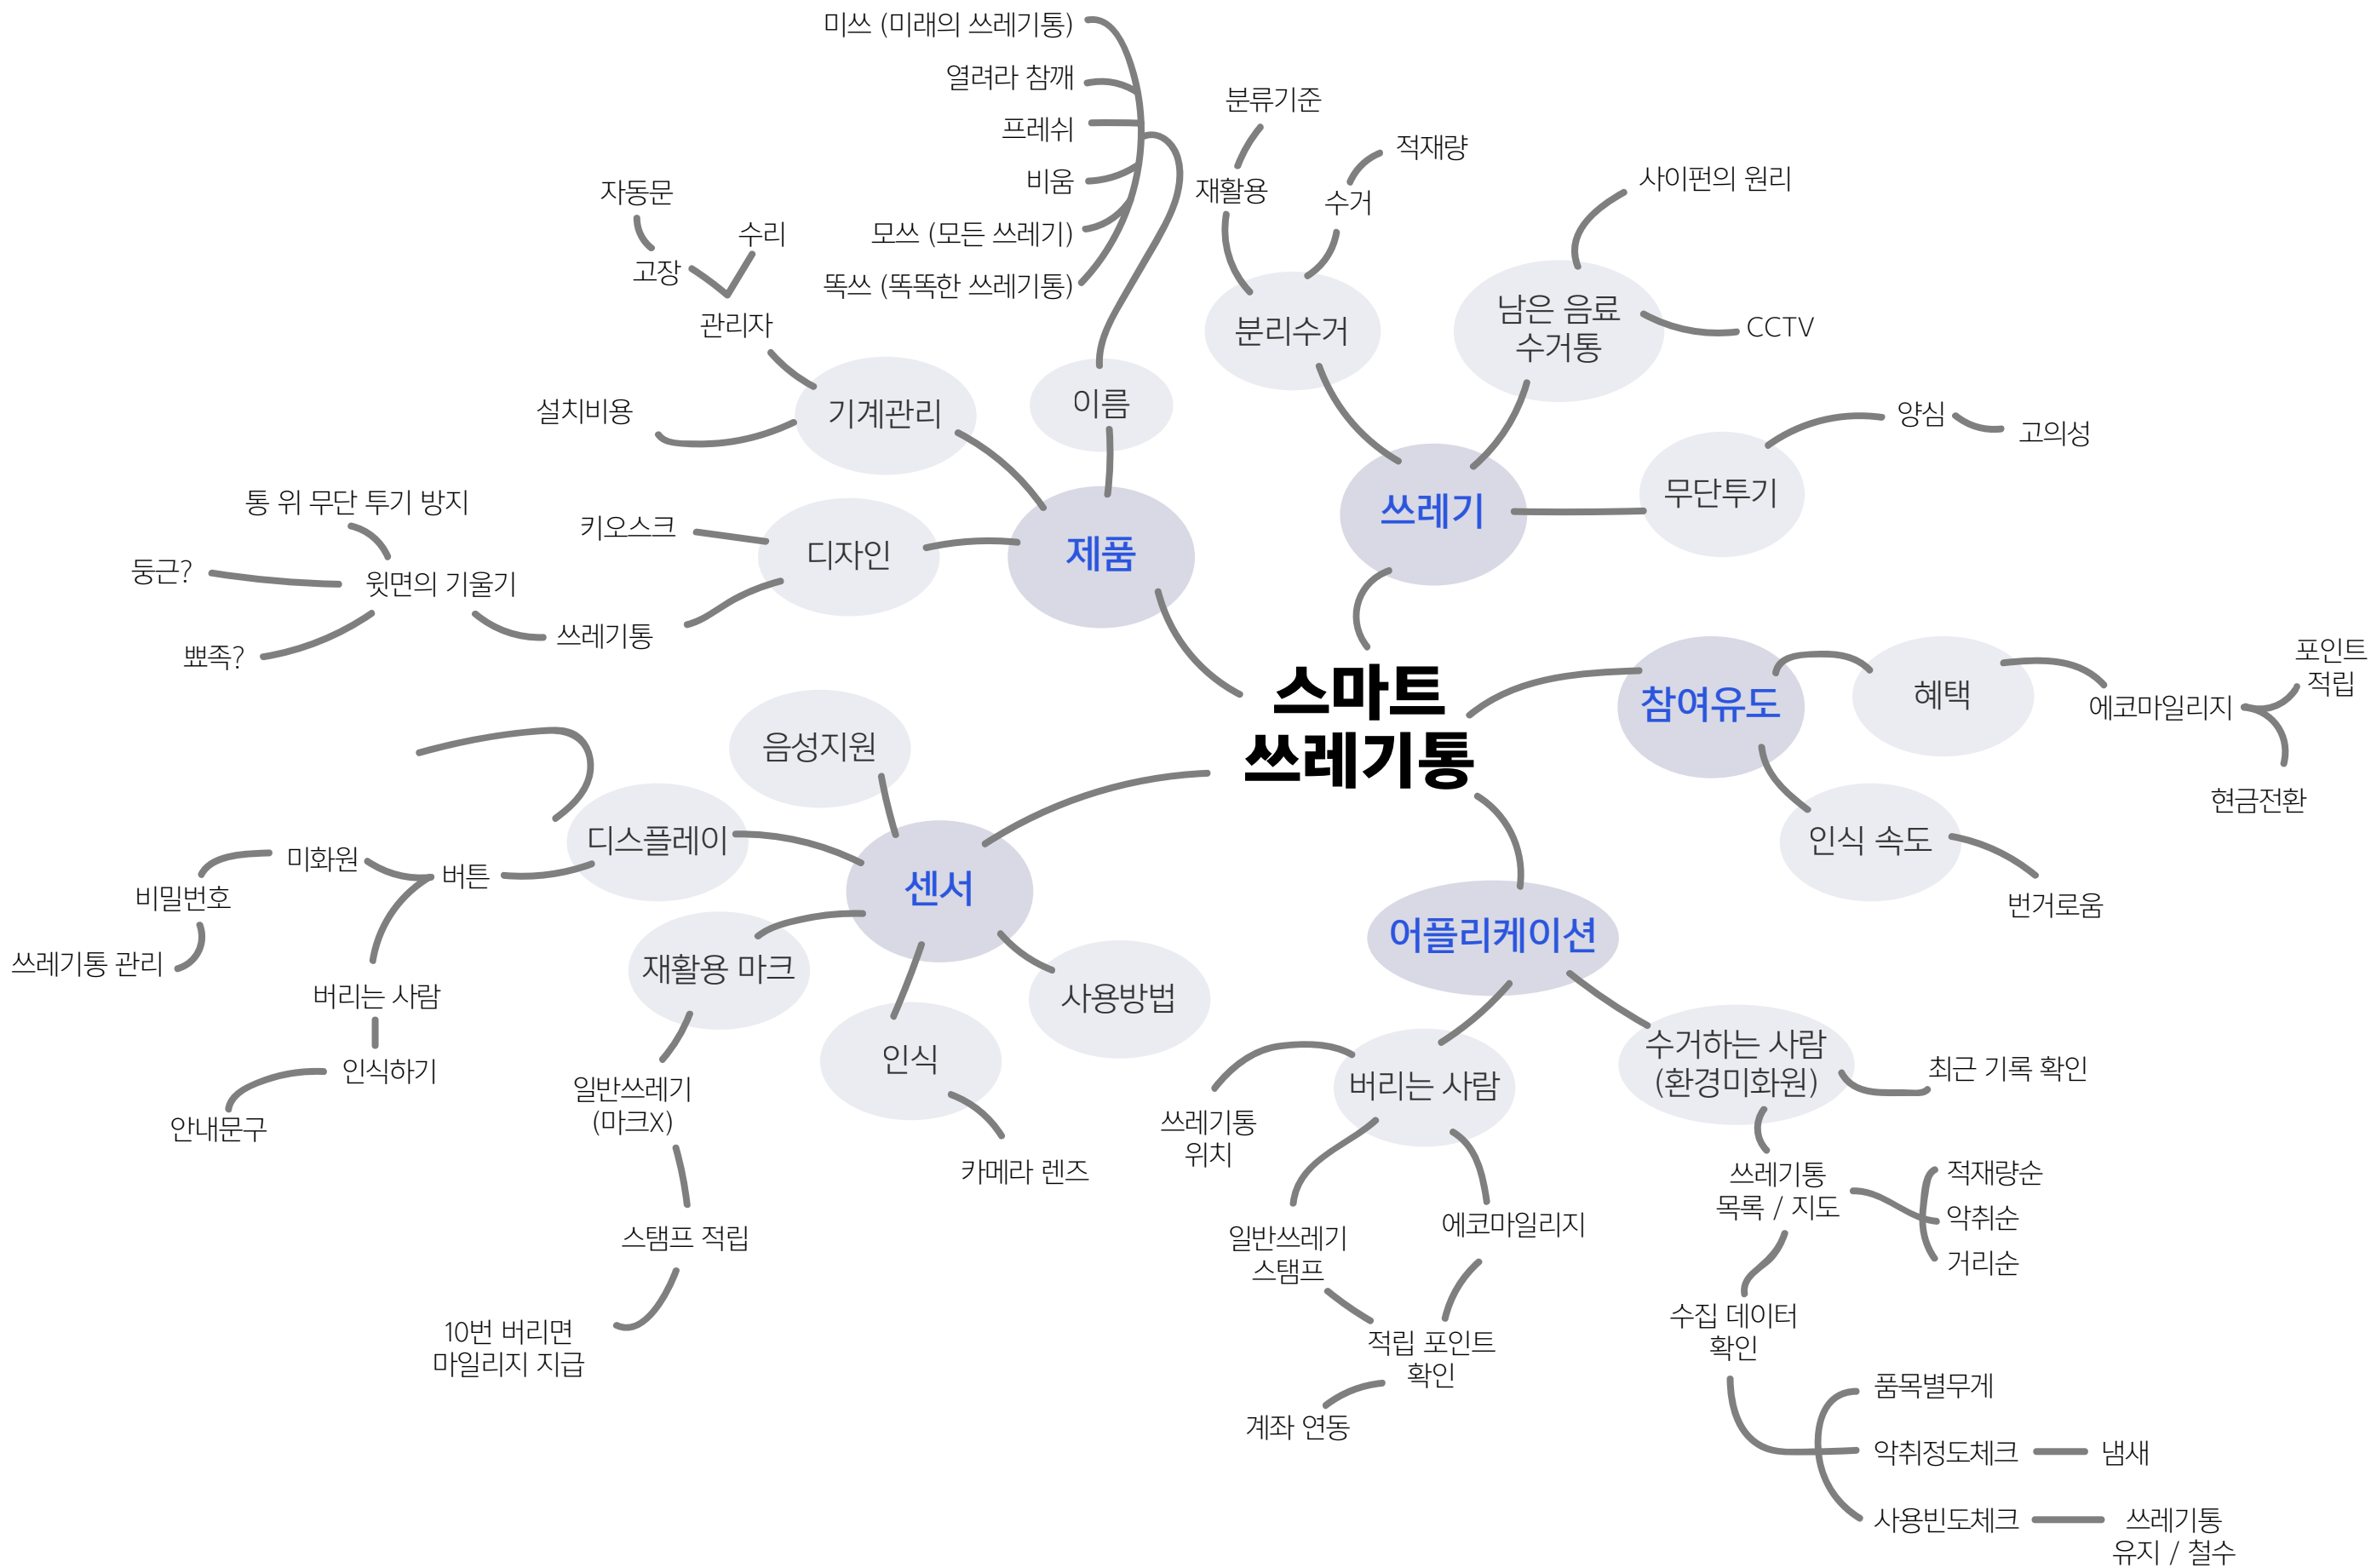 미쓰 (미래의 쓰레기통)
열려라 참깨
프레쉬
비움
모쓰 (모든 쓰레기)
똑쓰 (똑똑한 쓰레기통)
자동문
수리
고장
관리자
설치비용
기계관리
이름
통 위 무단 투기 방지
키오스크
디자인
제품
둥근?
윗면의 기울기
뾰족?
쓰레기통
분류기준
적재량
재활용
수거
사이펀의 원리
분리수거
남은 음료
수거통
CCTV
양심
고의성
쓰레기
무단투기
스마트
쓰레기통
참여유도
혜택
포인트
적립
에코마일리지
현금전환
인식 속도
번거로움
음성지원
디스플레이
미화원
버튼
비밀번호
쓰레기통 관리
버리는 사람
인식하기
안내문구
센서
재활용 마크
사용방법
인식
일반쓰레기
(마크X)
카메라 렌즈
스탬프 적립
10번 버리면
마일리지 지급
어플리케이션
버리는 사람
수거하는 사람
(환경미화원)
최근 기록 확인
쓰레기통
위치
일반쓰레기
스탬프
에코마일리지
적립 포인트
확인
계좌 연동
쓰레기통
목록 / 지도
적재량순
악취순
거리순
수집 데이터
확인
품목별무게
악취정도체크
냄새
사용빈도체크
쓰레기통
유지 / 철수